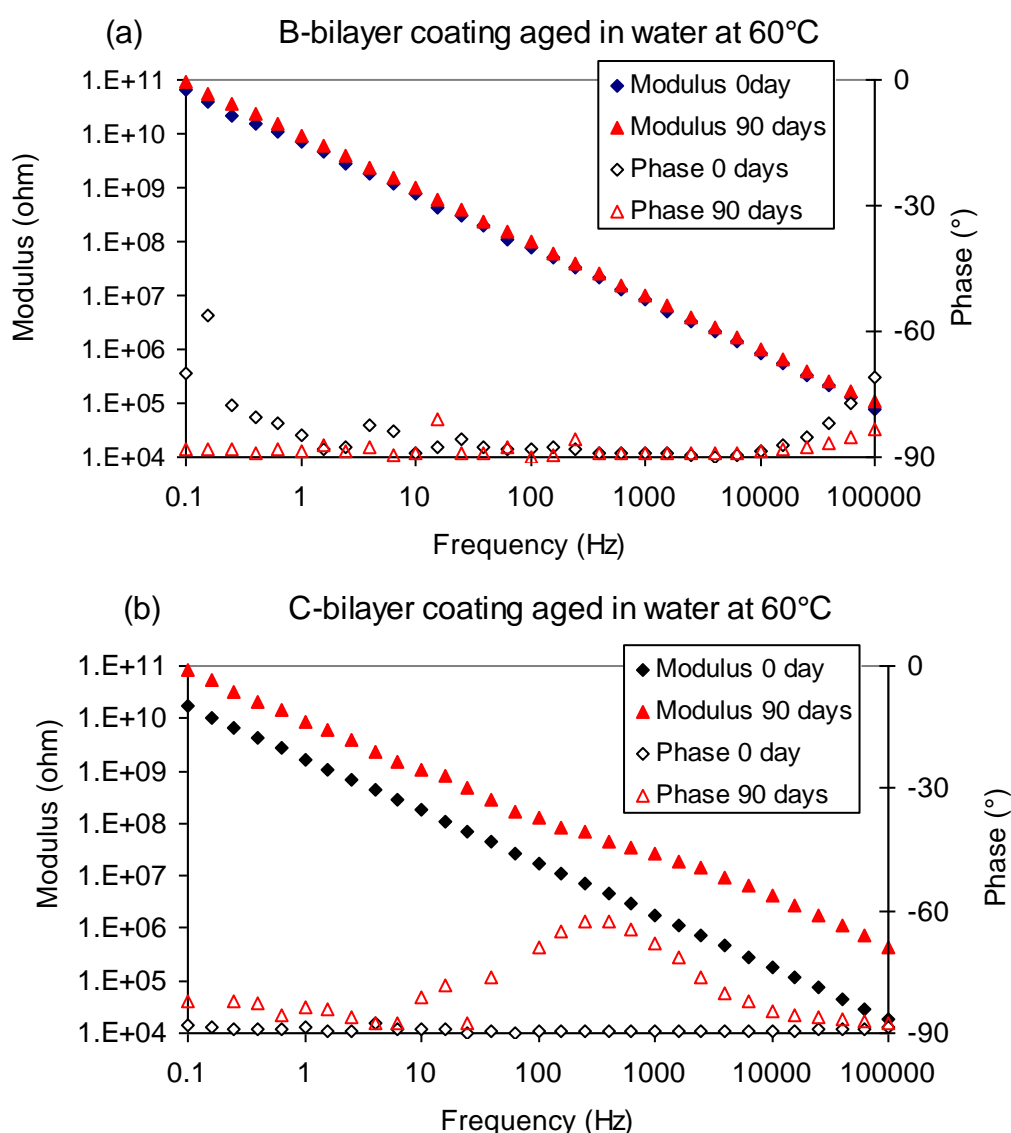 (a) B-bilayer coating aged in water at 60°C
Modulus 0day
Modulus 90 days
Phase 0 days
Phase 90 days
1.E+11
1.E+10
1.E+09
1.E+08
1.E+07
1.E+06
1.E+05
1.E+04
Modulus (ohm)
0
-30
-60
-90
Phase (°)
0.1 1 10 100 1000 10000 100000
Frequency (Hz)
(b) C-bilayer coating aged in water at 60°C
Modulus 0 day
Modulus 90 days
Phase 0 day
Phase 90 days
1.E+11
1.E+10
1.E+09
1.E+08
1.E+07
1.E+06
1.E+05
1.E+04
Modulus (ohm)
0
-30
-60
-90
Phase (°)
0.1 1 10 100 1000 10000 100000
Frequency (Hz)